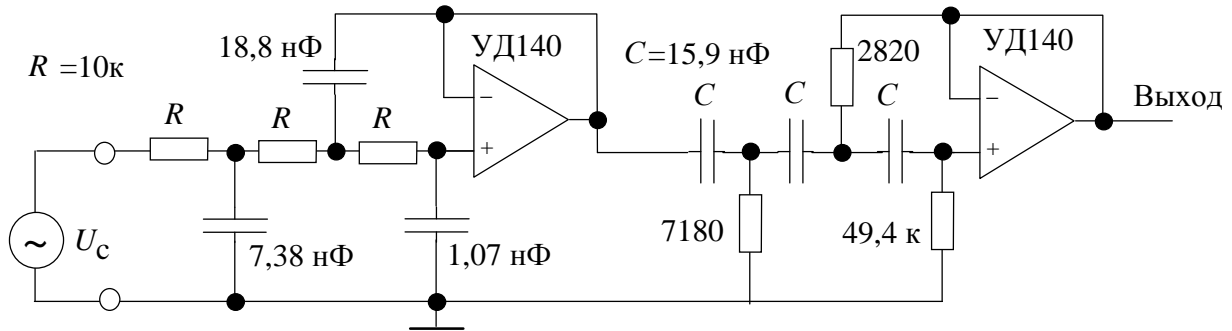 18,8 нФ
УД140
2820
УД140
R =10к
C=15,9 нФ
R
R
R
C
C
C
Выход
−
+
−
+
~
Uс
7,38 нФ
1,07 нФ
7180
49,4 к